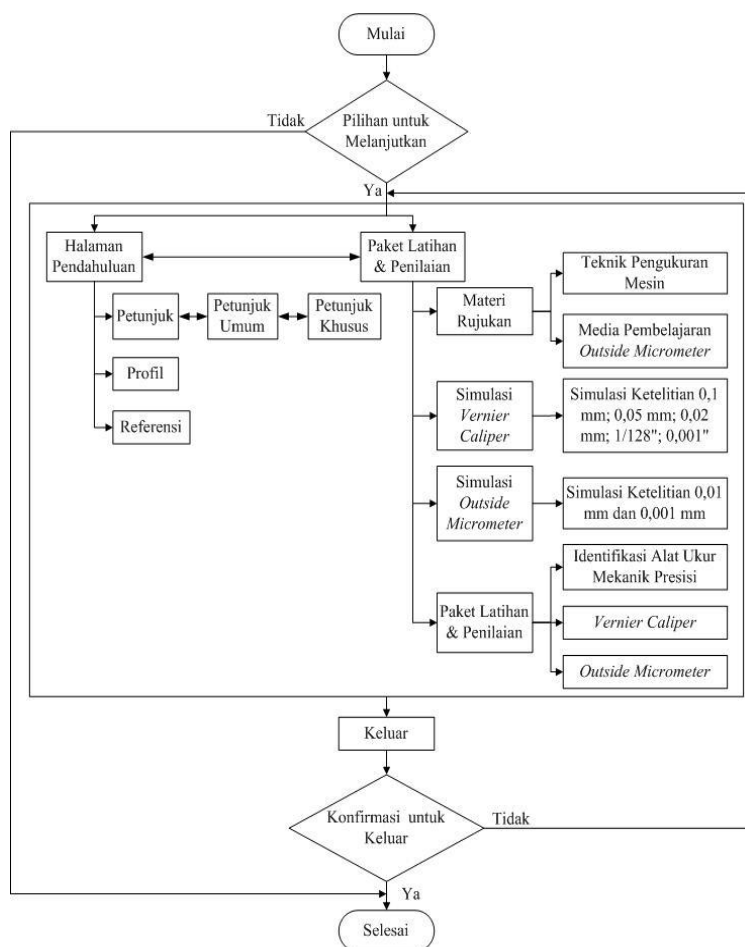 Mulai
Tidak
Pilihan untuk
Melanjutkan
Ya
Halaman
Pendahuluan
Petunjuk
Petunjuk
Umum
Petunjuk
Khusus
Profil
Referensi
Paket Latihan
& Penilaian
Materi
Rujukan
Teknik Pengukuran
Mesin
Media Pembelajaran
Outside Micrometer
Simulasi
Vernier
Caliper
Simulasi Ketelitian 0,1
mm; 0,05 mm; 0,02
mm; 1/128"; 0,001"
Simulasi
Outside
Micrometer
Simulasi Ketelitian 0,01
mm dan 0,001 mm
Paket Latihan
& Penilaian
Identifikasi Alat Ukur
Mekanik Presisi
Vernier Caliper
Outside Micrometer
Keluar
Konfirmasi untuk
Keluar
Tidak
Ya
Selesai